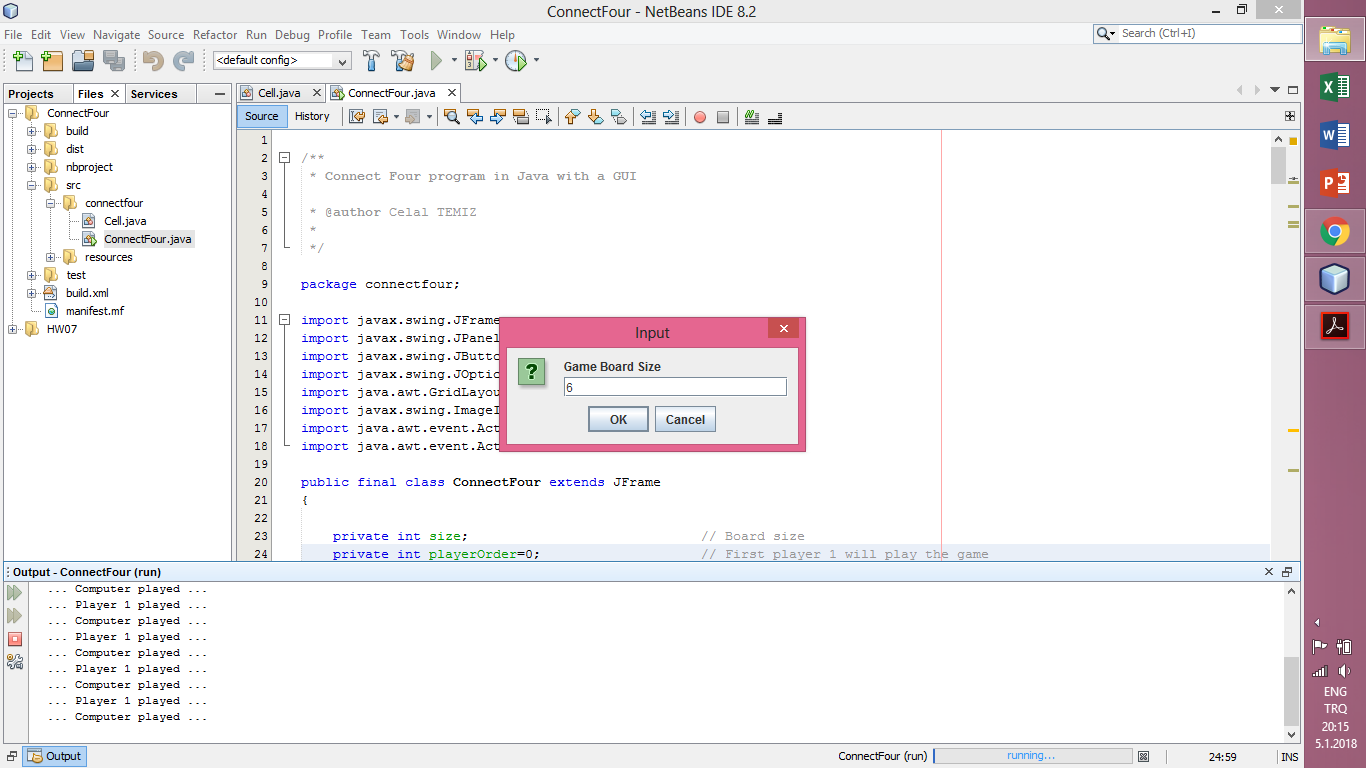 ConnectFour - NetBeans IDE 8.2
File Edit View Navigate Source Refactor Run Debug Profile Team Tools Window Help
Search (Ctrl+I)
<default config>
Projects Files Services
Cell.java ConnectFour.java
Source History
ConnectFour
build
dist
nbproject
src
connectfour
Cell.java
ConnectFour.java
resources
test
build.xml
manifest.mf
HW07
1
2 /**
3 * Connect Four program in Java with a GUI
4
5 * @author Celal TEMIZ
6 *
7 */
8
9 package connectfour;
10
11 import javax.swing.JFrame
12 import javax.swing.JPanel
13 import javax.swing.JButto
14 import javax.swing.JOptic
15 import java.awt.GridLayou
16 import javax.swing.ImageI
17 import java.awt.event.Act
18 import java.awt.event.Act
19
20 public final class ConnectFour extends JFrame
21 {
22
23 private int size; // Board size
24 private int playerOrder=0; // First player 1 will play the game
Input
?
Game Board Size
6
OK Cancel
Output - ConnectFour (run)
... Computer played ...
... Player 1 played ...
... Computer played ...
... Player 1 played ...
... Computer played ...
... Player 1 played ...
... Computer played ...
... Player 1 played ...
... Computer played ...
Output
ConnectFour (run) running... 24:59 INS
ENG
TRQ
20:15
5.1.2018